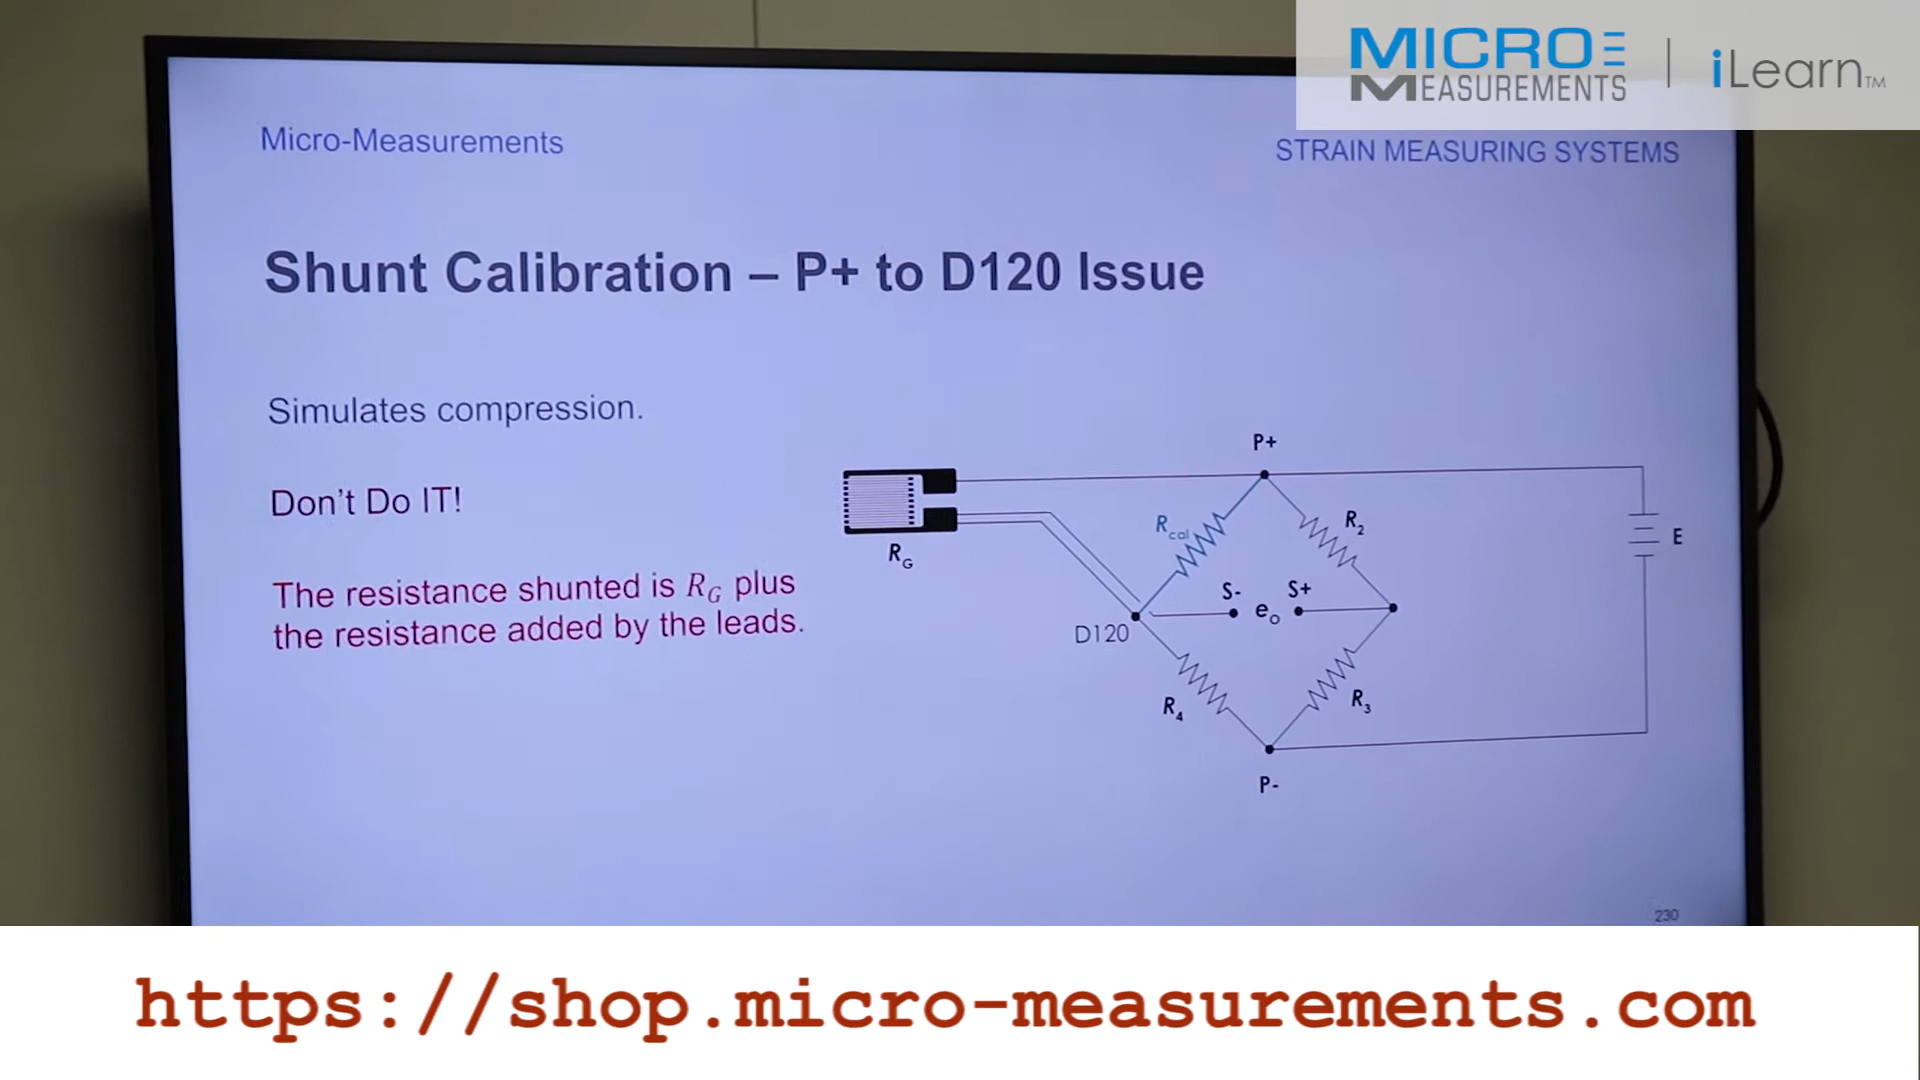 MICRO
MEASUREMENTS
iLearn™
Micro-Measurements
STRAIN MEASURING SYSTEMS
Shunt Calibration – P+ to D120 Issue
Simulates compression.
Don't Do IT!
The resistance shunted is R_G plus
the resistance added by the leads.
P+
R_G
R_cal
R_2
E
S-
S+
e_o
D120
R_4
R_3
P-
230
https://shop.micro-measurements.com